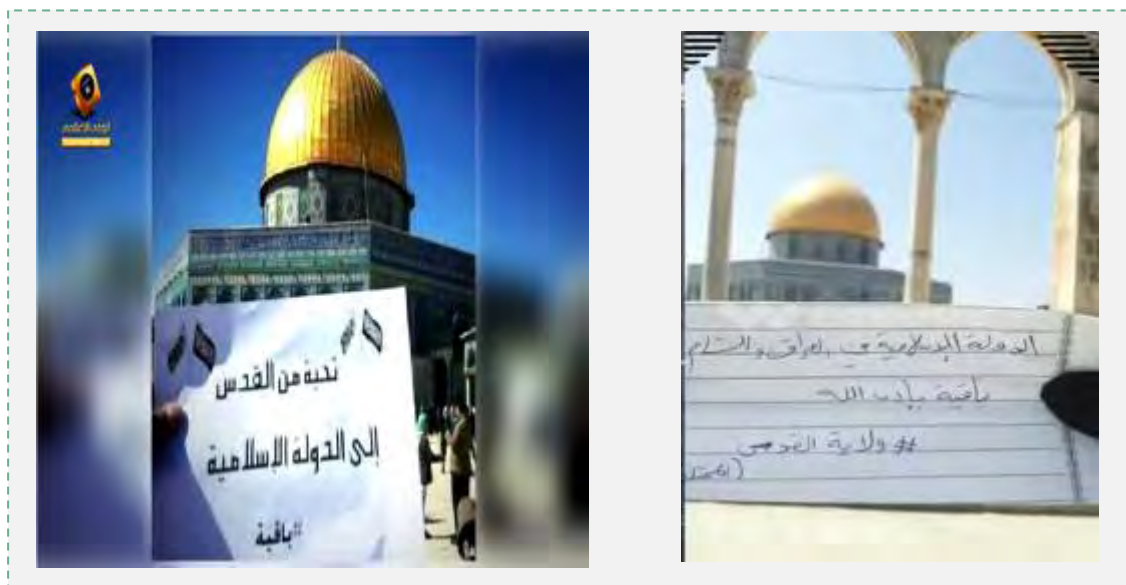 تحية من القدس
إلى الدولة الإسلامية
#باقية
الدولة الإسلامية في العراق والشام
باقية بإذن الله
#ولاية القدس